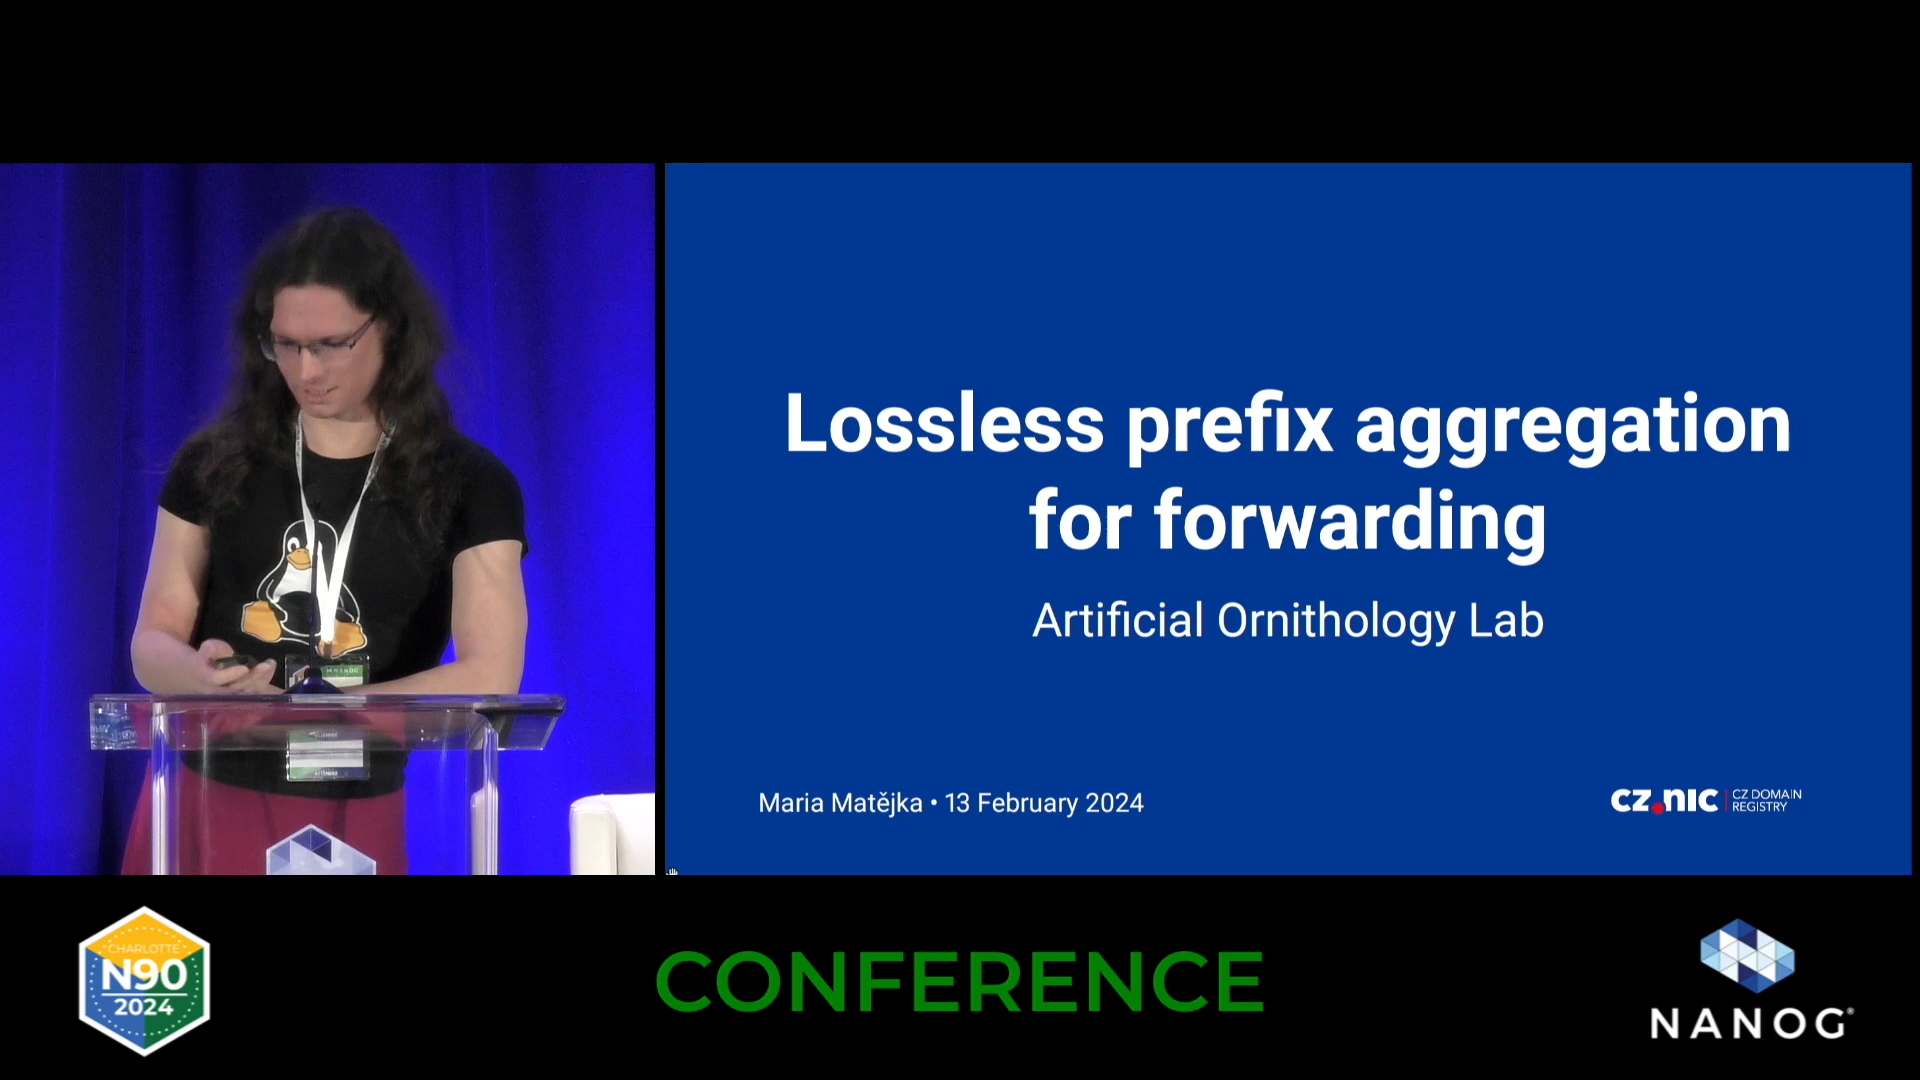 Lossless prefix aggregation
for forwarding
Artificial Ornithology Lab
Maria Matějka • 13 February 2024
CZ.NIC | CZ DOMAIN
REGISTRY
CHARLOTTE
N90
2024
CONFERENCE
NANOG®
NANOG